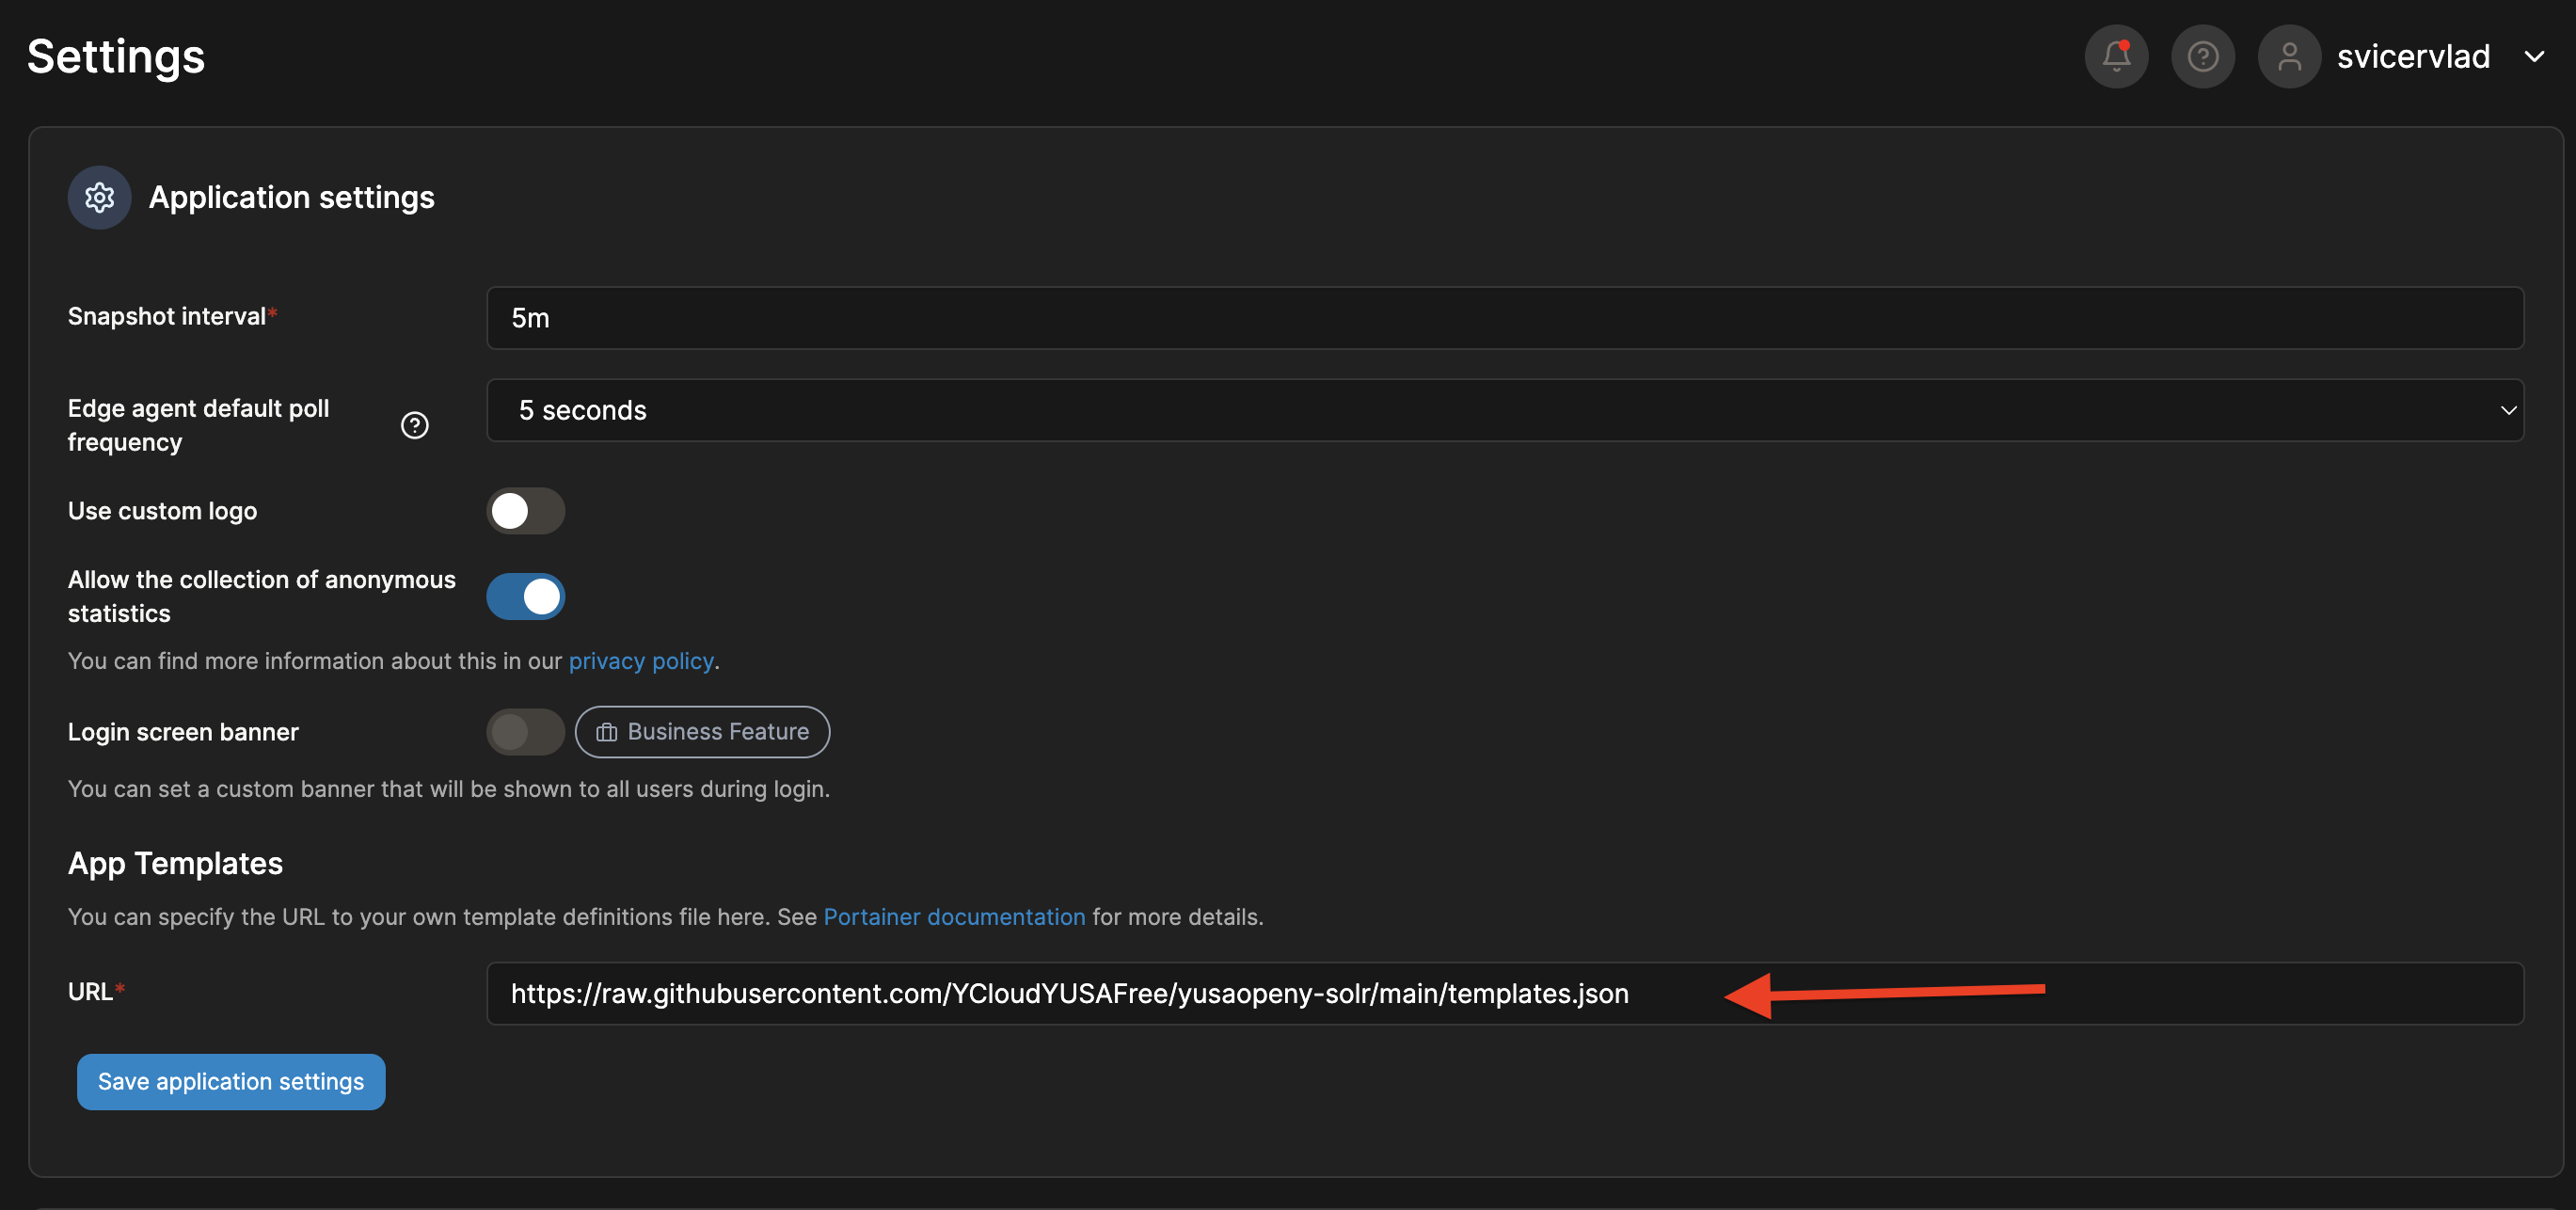 Settings
svicervlad
Application settings
Snapshot interval*
5m
Edge agent default poll
frequency
5 seconds
Use custom logo
Allow the collection of anonymous
statistics
You can find more information about this in our privacy policy.
Login screen banner
Business Feature
You can set a custom banner that will be shown to all users during login.
App Templates
You can specify the URL to your own template definitions file here. See Portainer documentation for more details.
URL*
https://raw.githubusercontent.com/YCloudYUSAFree/yusaopeny-solr/main/templates.json
Save application settings